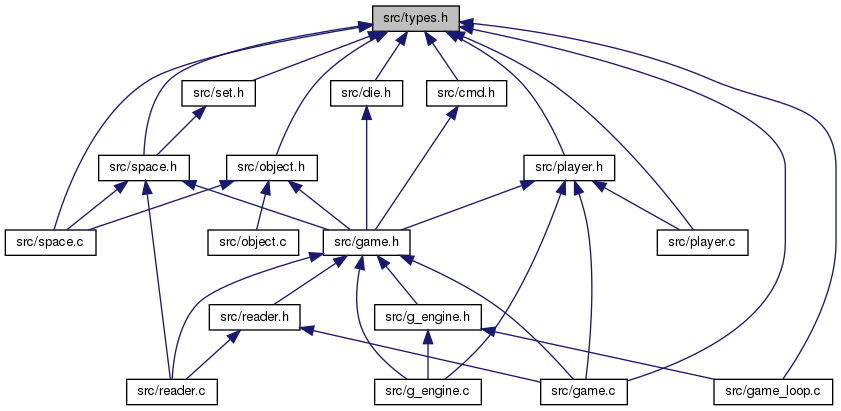 src/types.h
src/set.h
src/die.h
src/cmd.h
src/space.h
src/object.h
src/player.h
src/space.c
src/object.c
src/game.h
src/player.c
src/reader.h
src/g_engine.h
src/reader.c
src/g_engine.c
src/game.c
src/game_loop.c